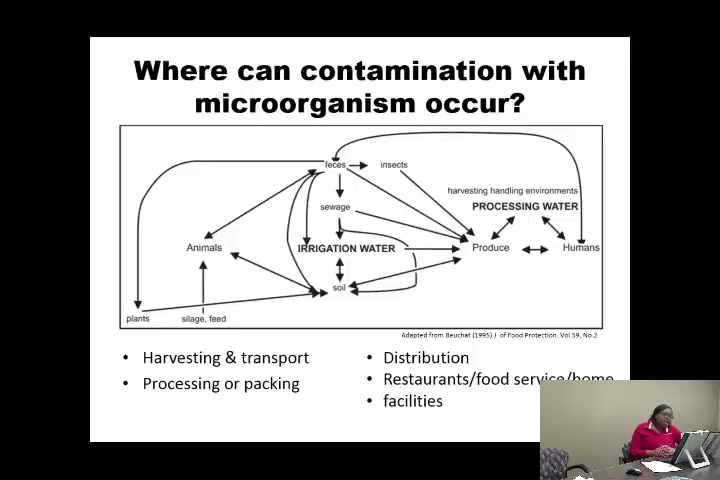 Where can contamination with
microorganism occur?
feces
insects
harvesting handling environments
PROCESSING WATER
sewage
Animals
IRRIGATION WATER
Produce
Humans
soil
plants
silage, feed
Adapted from Beuchat (1995) J. of Food Protection. Vol 59, No.2
• Harvesting & transport
• Processing or packing
• Distribution
• Restaurants/food service/home
• facilities